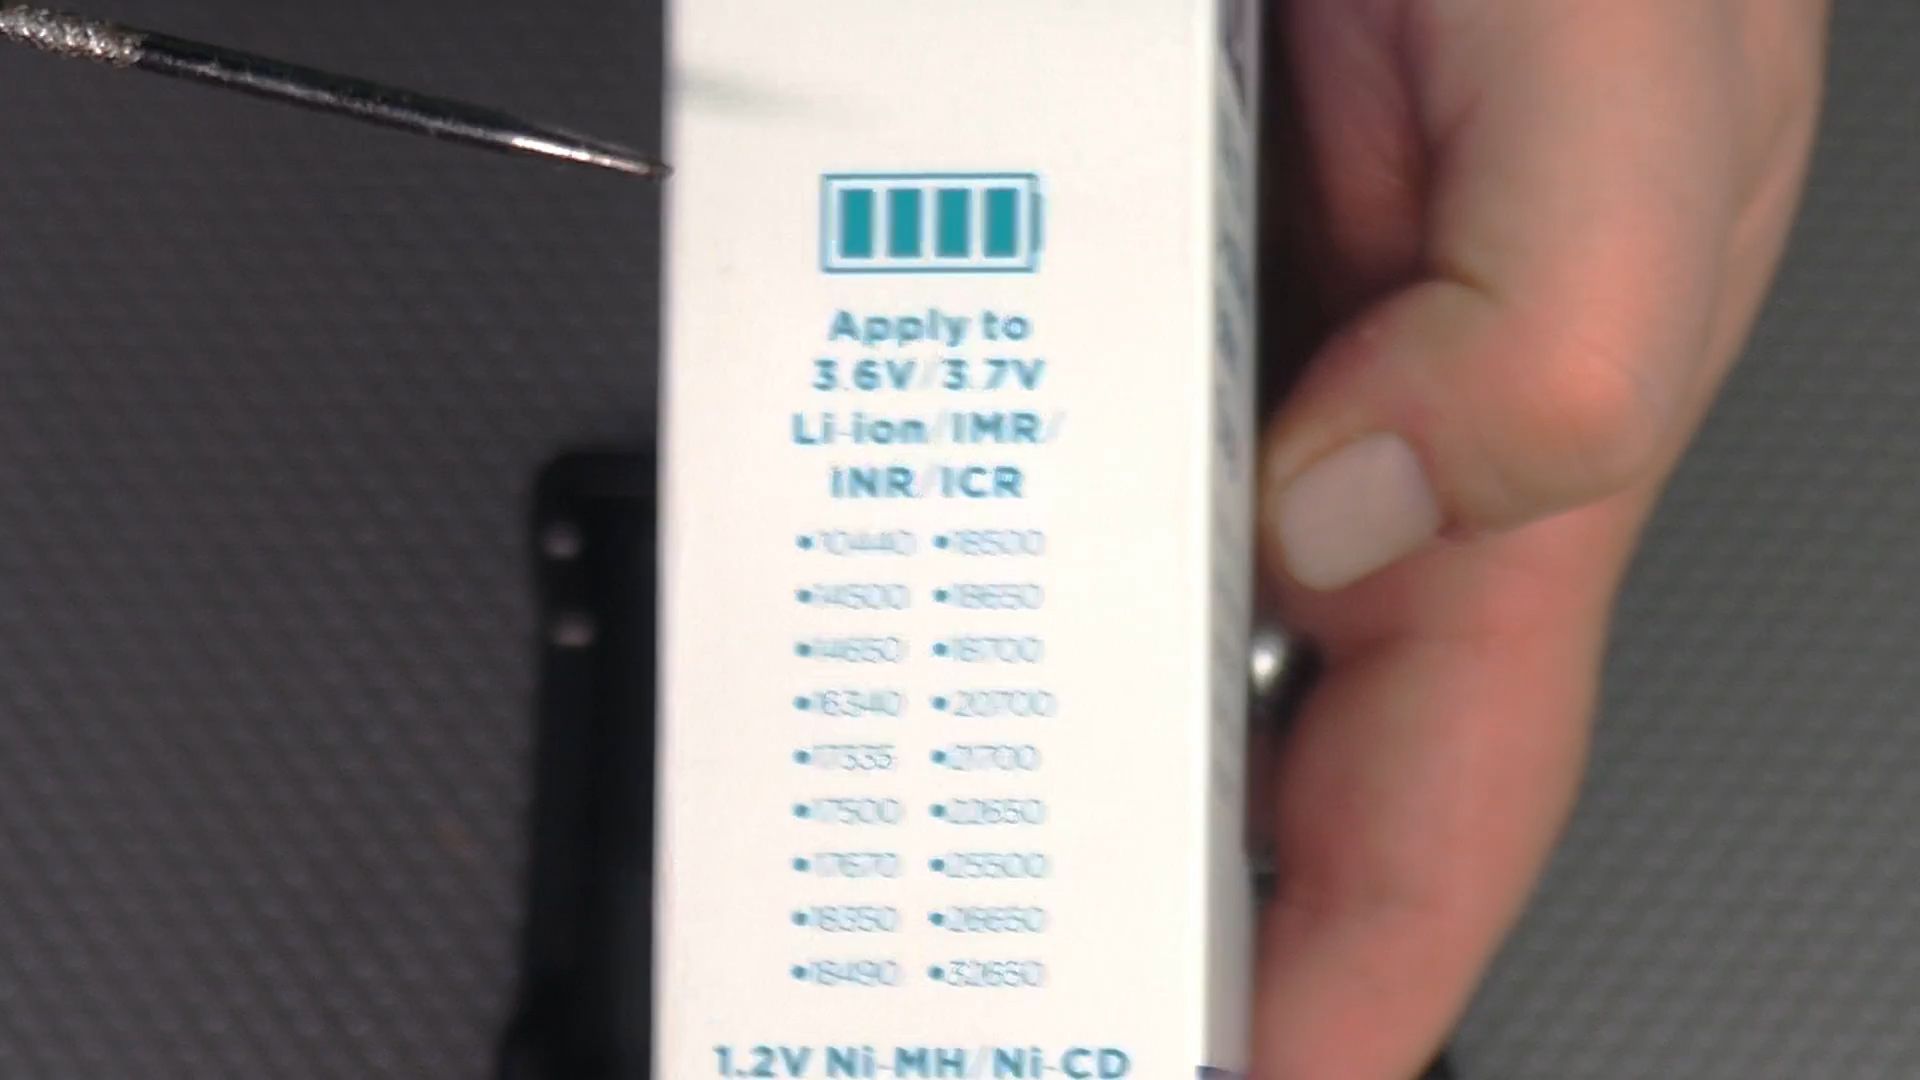 Apply to
3.6V/3.7V
Li-ion/IMR/
INR/ICR
•10440 •18500
•14500 •18650
•14650 •18700
•16340 •20700
•17335 •21700
•17500 •22650
•17670 •25500
•18350 •26650
•18490 •32650
1.2V Ni-MH/Ni-CD